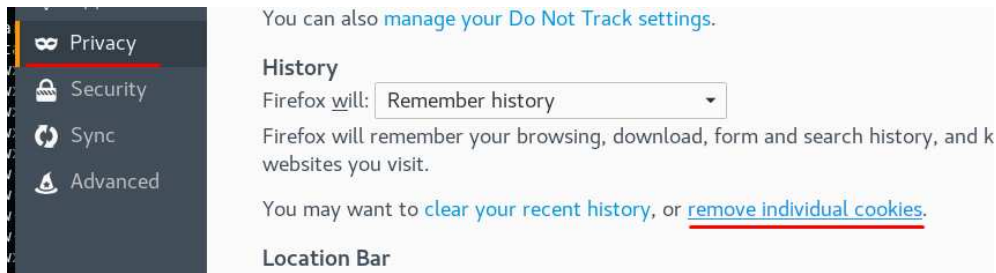 You can also manage your Do Not Track settings.
Privacy
History
Security
Firefox will: Remember history
Sync
Firefox will remember your browsing, download, form and search history, and k
websites you visit.
Advanced
You may want to clear your recent history, or remove individual cookies.
Location Bar